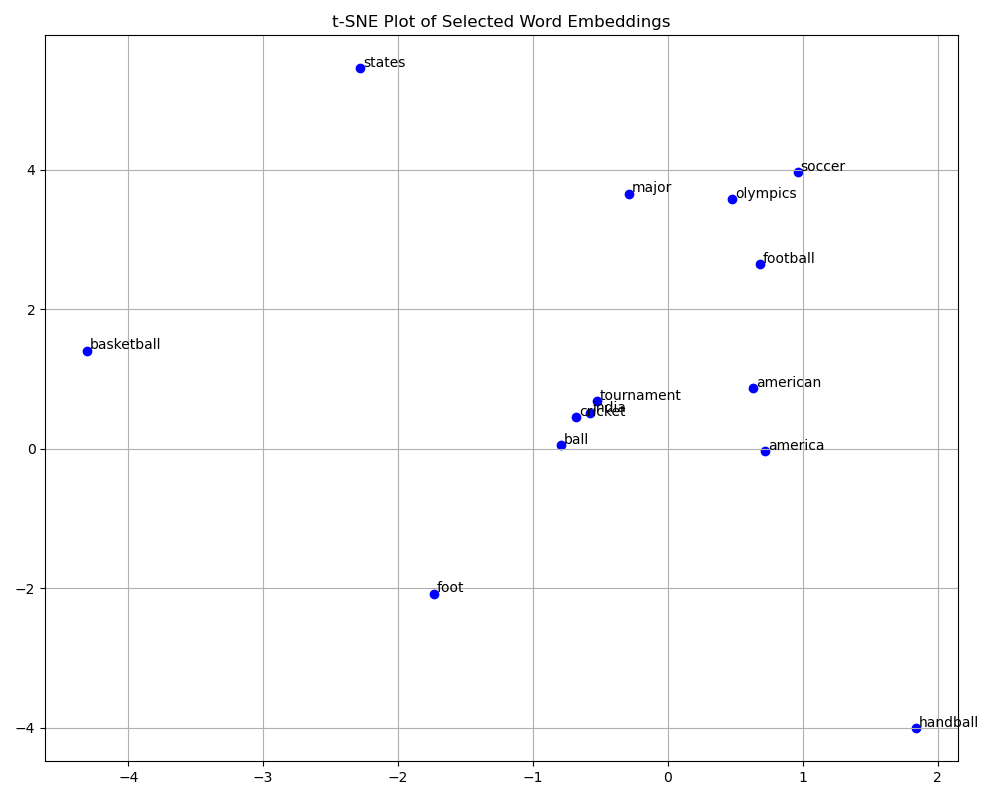 t-SNE Plot of Selected Word Embeddings
states
soccer
major
olympics
football
basketball
american
tournament
india
cricket
ball
america
foot
handball
4
2
0
−2
−4
−4
−3
−2
−1
0
1
2